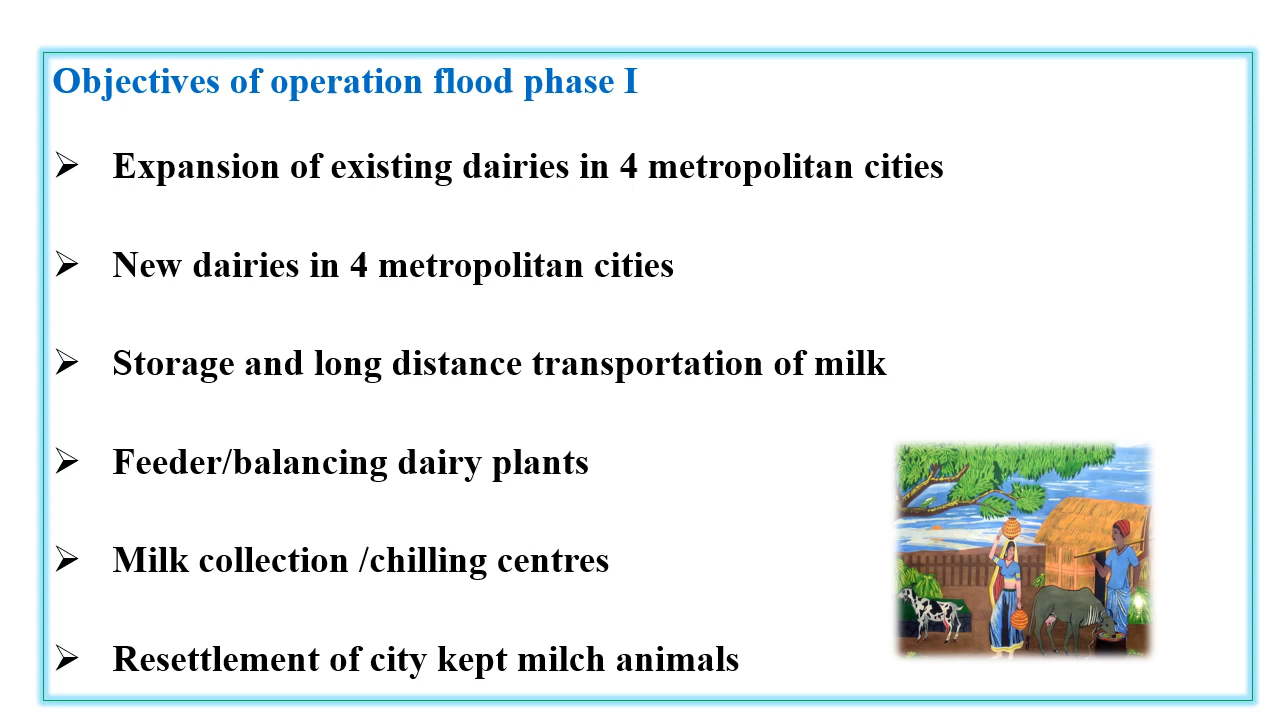 Objectives of operation flood phase I
➢ Expansion of existing dairies in 4 metropolitan cities
➢ New dairies in 4 metropolitan cities
➢ Storage and long distance transportation of milk
➢ Feeder/balancing dairy plants
➢ Milk collection /chilling centres
➢ Resettlement of city kept milch animals